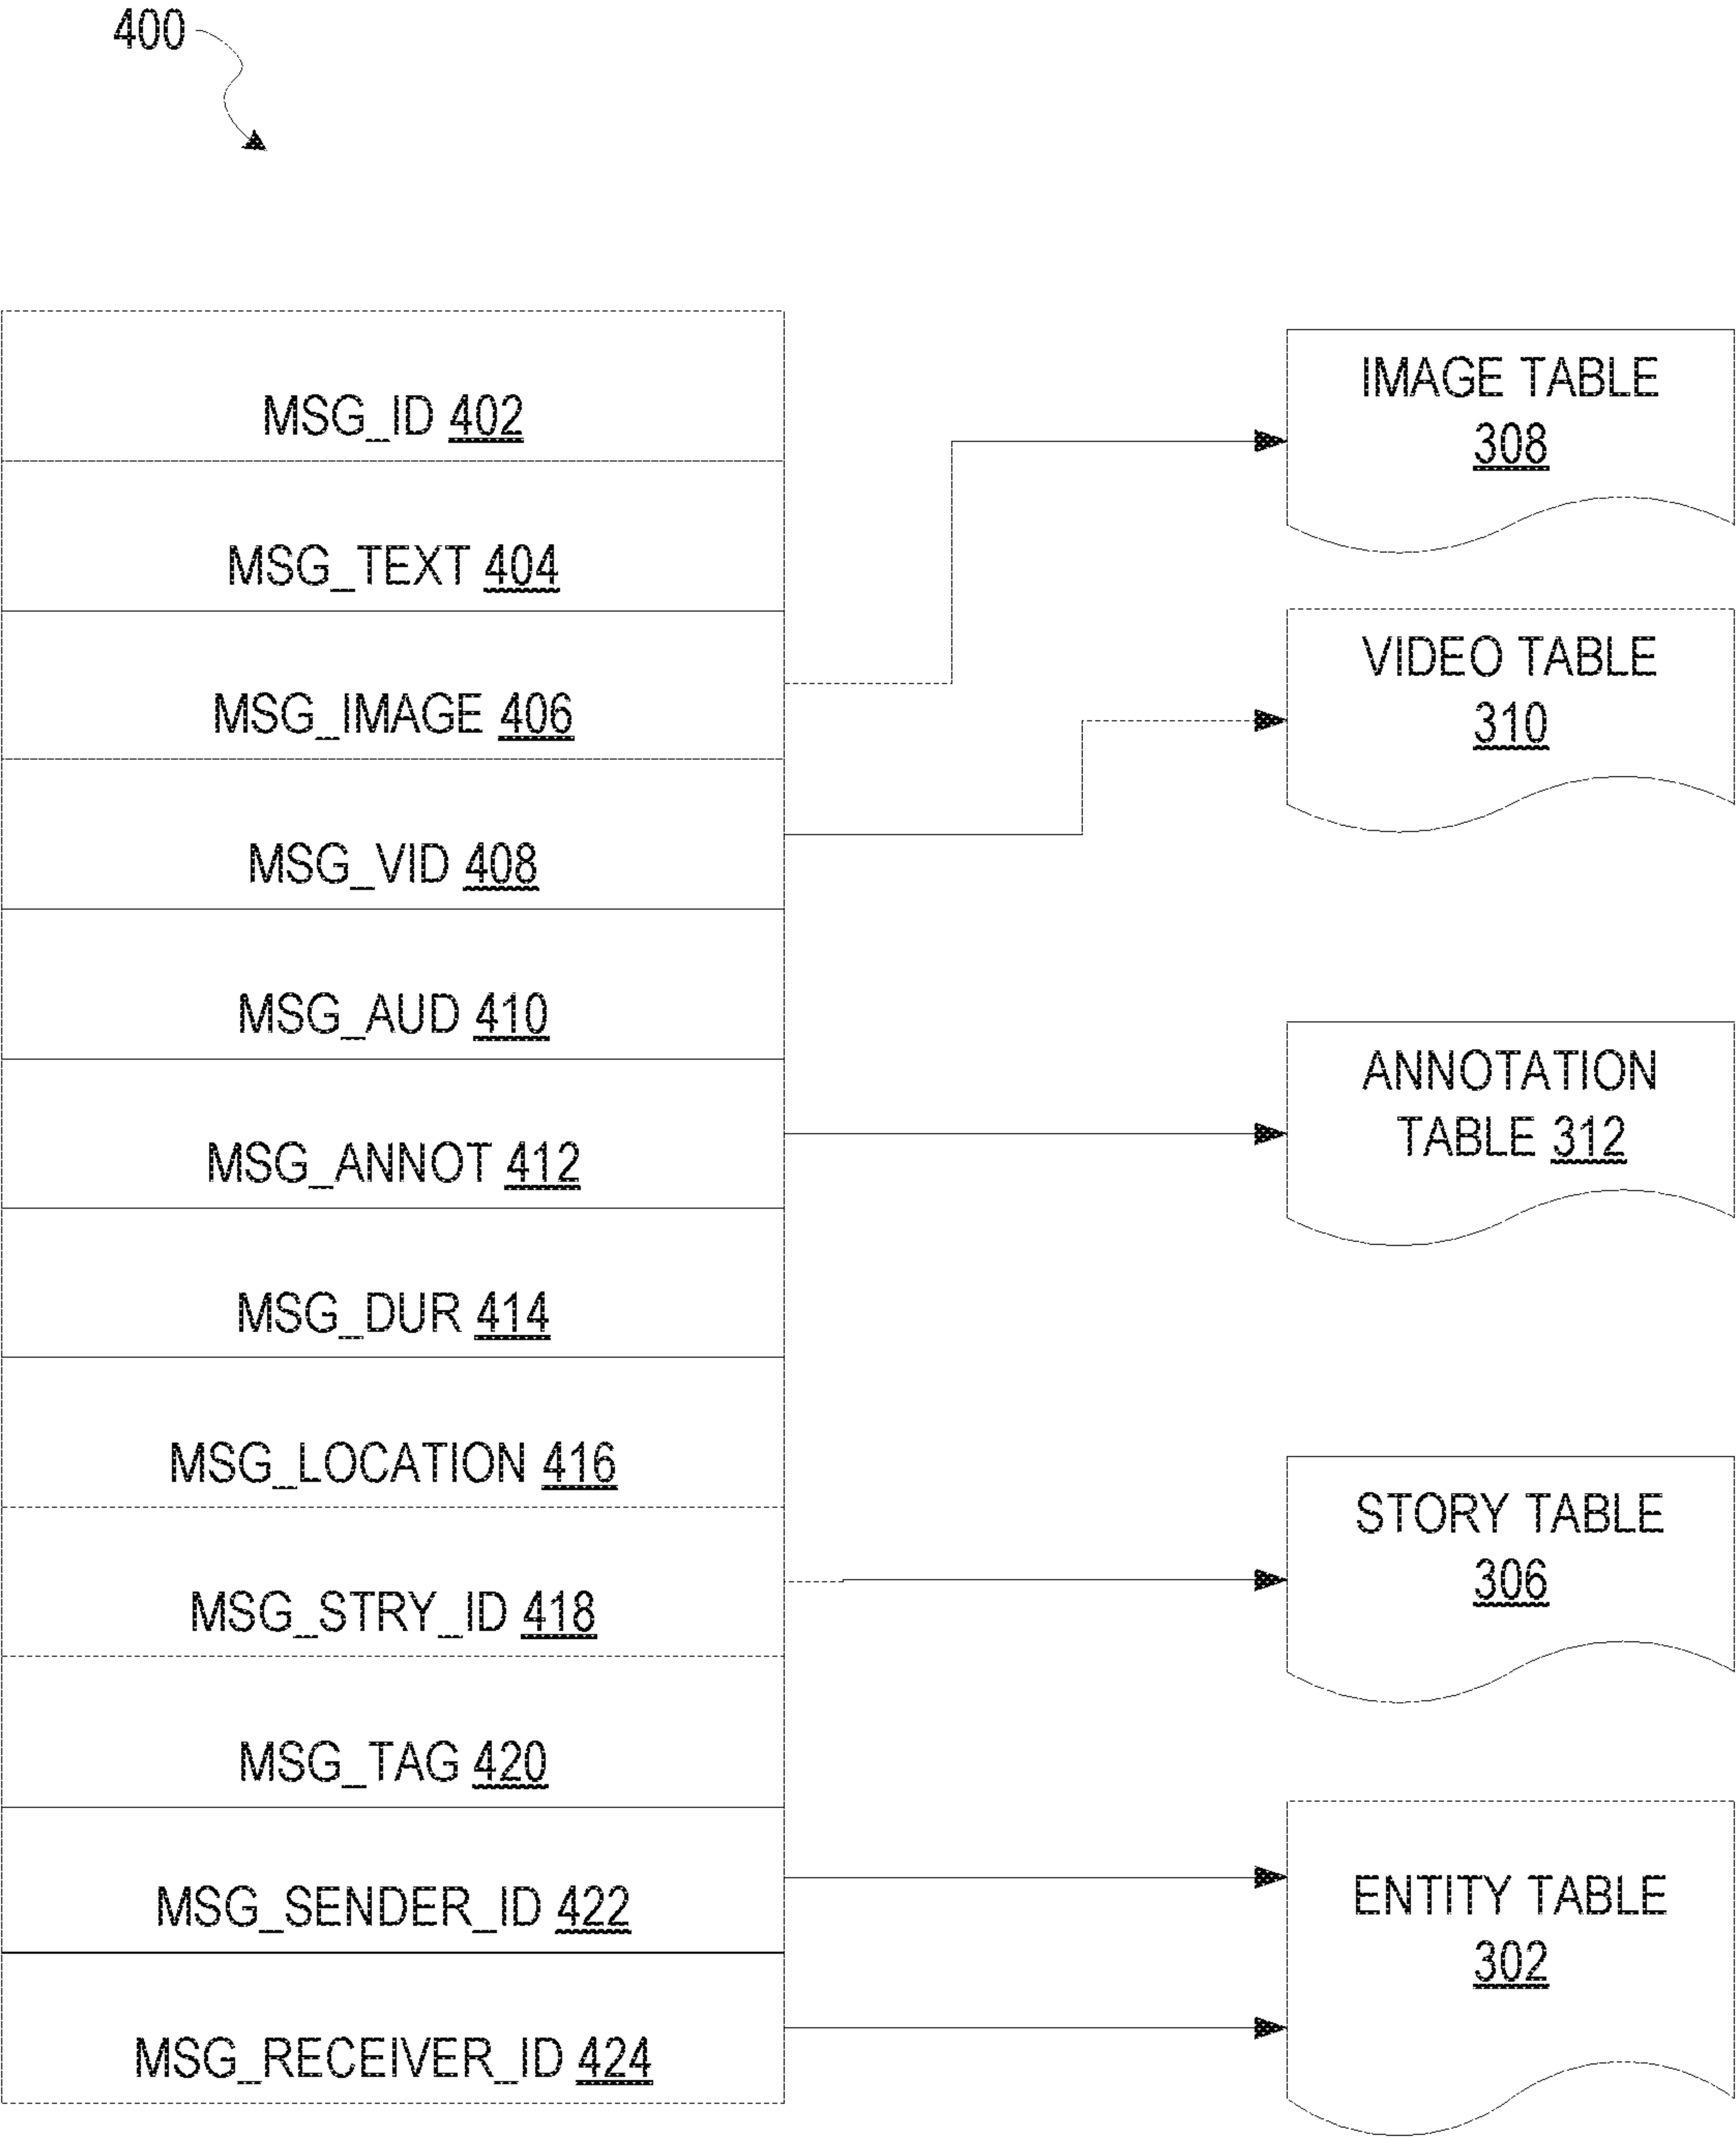 400
MSG_ID 402
MSG_TEXT 404
MSG_IMAGE 406
MSG_VID 408
MSG_AUD 410
MSG_ANNOT 412
MSG_DUR 414
MSG_LOCATION 416
MSG_STRY_ID 418
MSG_TAG 420
MSG_SENDER_ID 422
MSG_RECEIVER_ID 424
IMAGE TABLE
308
VIDEO TABLE
310
ANNOTATION
TABLE 312
STORY TABLE
306
ENTITY TABLE
302